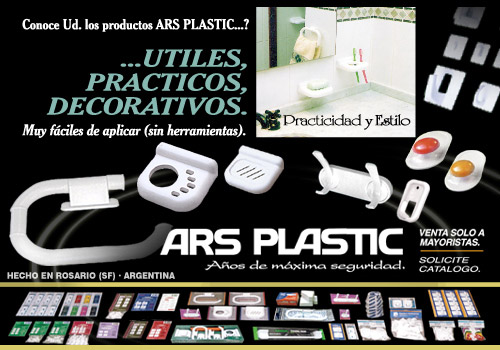 Conoce Ud. los productos ARS PLASTIC...?
...UTILES,
PRACTICOS,
DECORATIVOS.
Muy fáciles de aplicar (sin herramientas).
Practicidad y Estilo
ARS PLASTIC
Años de máxima seguridad.
VENTA SOLO A
MAYORISTAS.
SOLICITE
CATALOGO.
HECHO EN ROSARIO (SF) · ARGENTINA